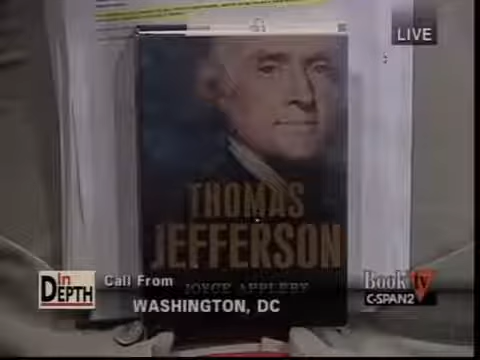 LIVE
THOMAS
JEFFERSON
JOYCE APPLEBY
In
DEPTH
Call From
WASHINGTON, DC
Book tv
C-SPAN2